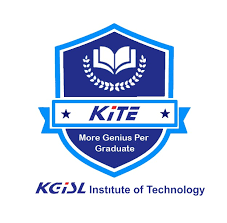 KiTE
More Genius Per
Graduate
KGiSL Institute of Technology